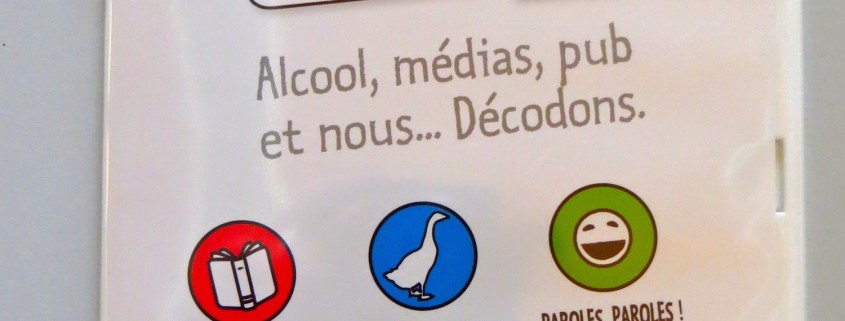 Alcool, médias, pub
et nous... Décodons.
PAROLES, PAROLES !